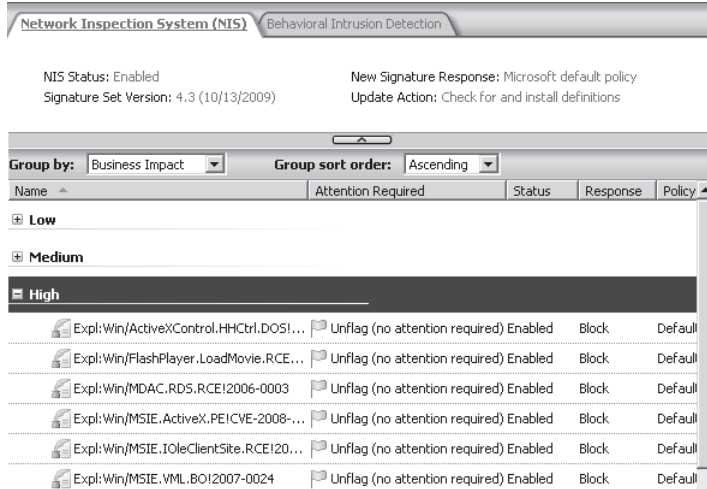 Network Inspection System (NIS) Behavioral Intrusion Detection
NIS Status: Enabled New Signature Response: Microsoft default policy
Signature Set Version: 4.3 (10/13/2009) Update Action: Check for and install definitions
Group by: Business Impact Group sort order: Ascending
Name Attention Required Status Response Policy
Low
Medium
High
Expl:Win/ActiveXControl.HHCtrl.DOS!... Unflag (no attention required) Enabled Block Defaul
Expl:Win/FlashPlayer.LoadMovie.RCE... Unflag (no attention required) Enabled Block Defaul
Expl:Win/MDAC.RDS.RCE!2006-0003 Unflag (no attention required) Enabled Block Defaul
Expl:Win/MSIE.ActiveX.PE!CVE-2008-... Unflag (no attention required) Enabled Block Defaul
Expl:Win/MSIE.IOleClientSite.RCE!20... Unflag (no attention required) Enabled Block Defaul
Expl:Win/MSIE.VML.BO!2007-0024 Unflag (no attention required) Enabled Block Defaul